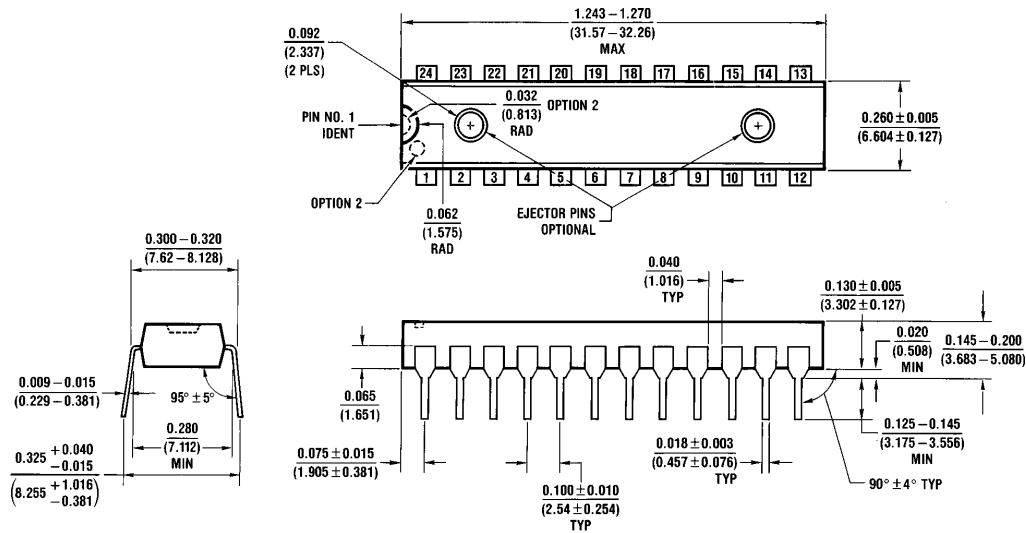 1.243–1.270
(31.57–32.26)
MAX
0.092
(2.337)
(2 PLS)
24 23 22 21 20 19 18 17 16 15 14 13
0.032
(0.813)
RAD
OPTION 2
PIN NO. 1
IDENT
0.260 ± 0.005
(6.604 ± 0.127)
1 2 3 4 5 6 7 8 9 10 11 12
OPTION 2
0.062
(1.575)
RAD
EJECTOR PINS
OPTIONAL
0.300–0.320
(7.62–8.128)
0.040
(1.016)
TYP
0.130 ± 0.005
(3.302 ± 0.127)
0.020
(0.508)
MIN
0.145–0.200
(3.683–5.080)
0.009–0.015
(0.229–0.381)
95° ± 5°
0.065
(1.651)
0.280
(7.112)
MIN
0.325 +0.040
−0.015
(8.255 +1.016
−0.381)
0.075 ± 0.015
(1.905 ± 0.381)
0.018 ± 0.003
(0.457 ± 0.076)
TYP
0.125–0.145
(3.175–3.556)
MIN
0.100 ± 0.010
(2.54 ± 0.254)
TYP
90° ± 4° TYP